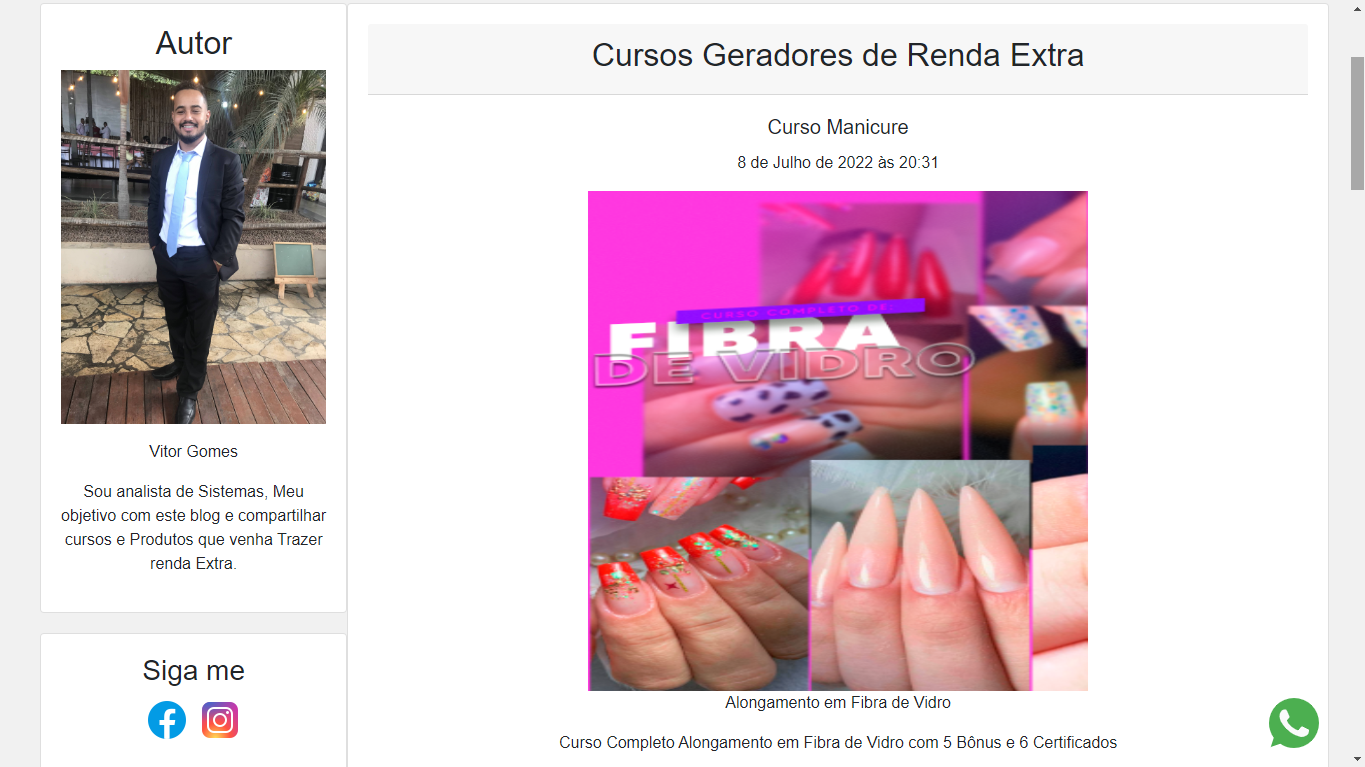 Autor
Vitor Gomes
Sou analista de Sistemas, Meu
objetivo com este blog e compartilhar
cursos e Produtos que venha Trazer
renda Extra.
Siga me
Cursos Geradores de Renda Extra
Curso Manicure
8 de Julho de 2022 às 20:31
CURSO COMPLETO DE:
FIBRA
DE VIDRO
Alongamento em Fibra de Vidro
Curso Completo Alongamento em Fibra de Vidro com 5 Bônus e 6 Certificados